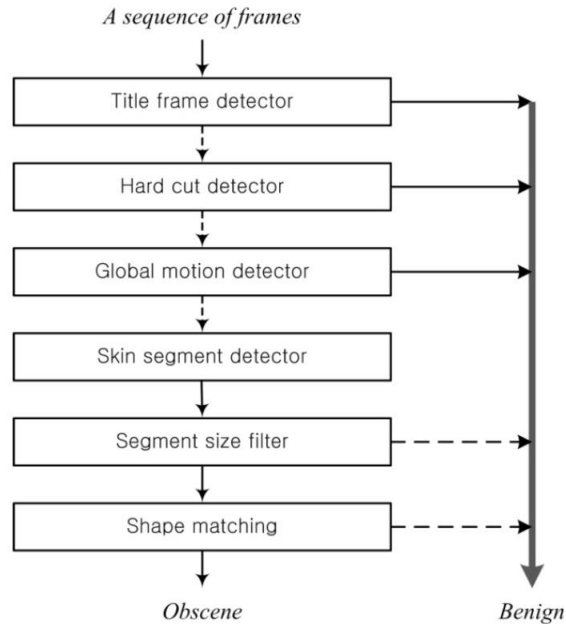 A sequence of frames
Title frame detector
Hard cut detector
Global motion detector
Skin segment detector
Segment size filter
Shape matching
Obscene
Benign